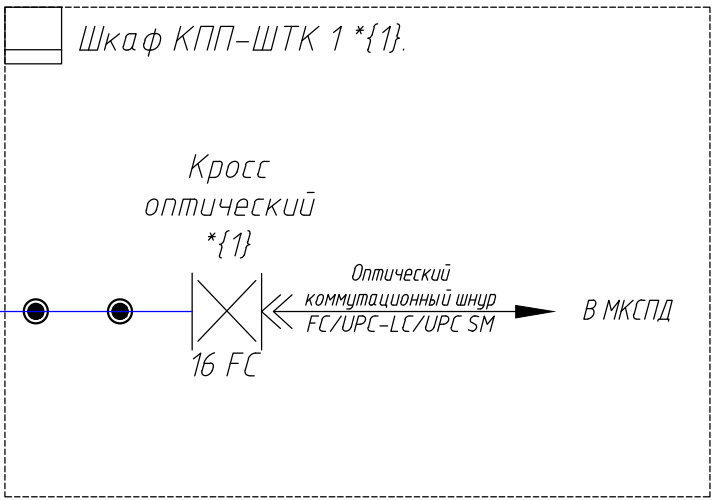 Шкаф КПП-ШТК 1 *{1}.
Кросс
оптический
*{1}
Оптический
коммутационный шнур
FC/UPC-LC/UPC SM
В МКСПД
16 FC